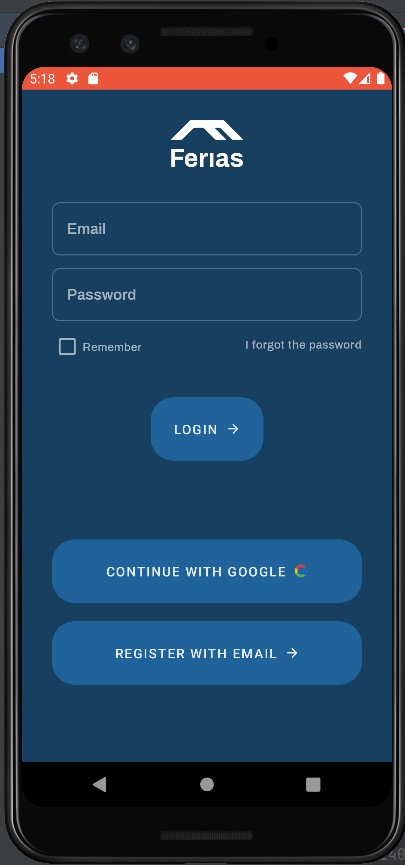 5:18
Ferias
Email
Password
Remember
I forgot the password
LOGIN
CONTINUE WITH GOOGLE
REGISTER WITH EMAIL